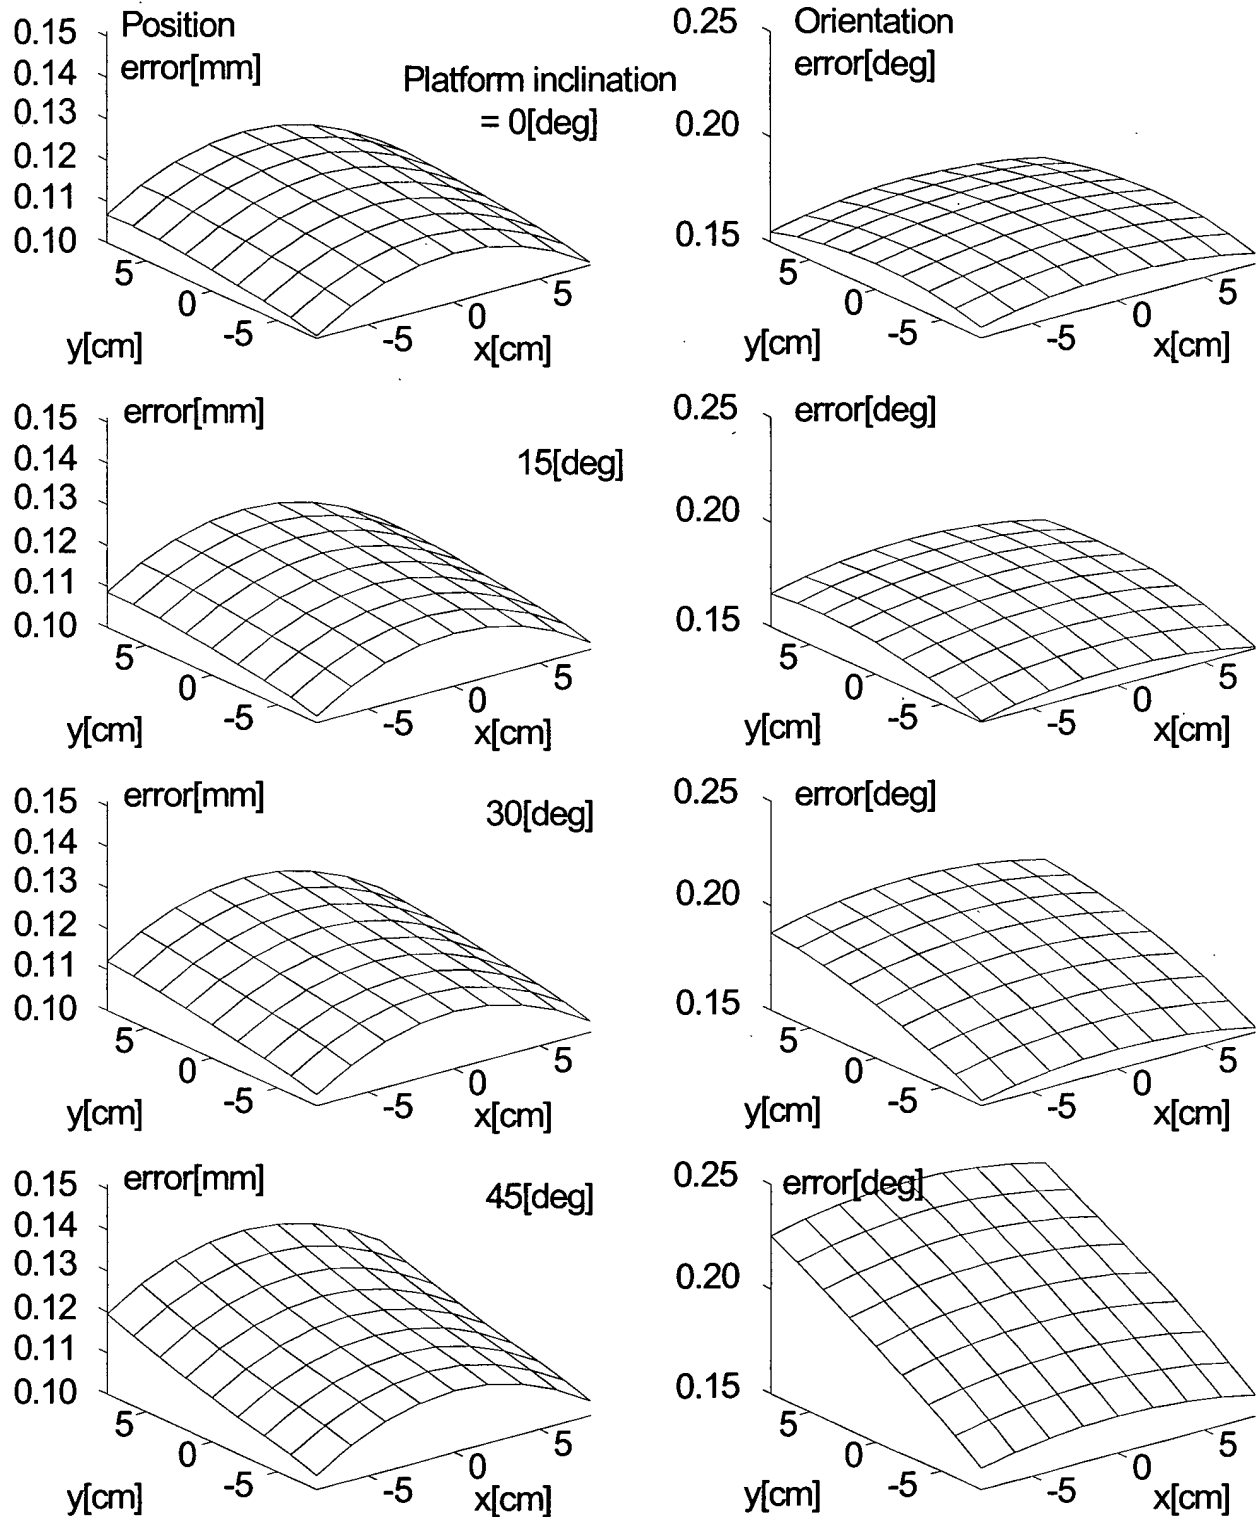 Position
error[mm]
0.15
0.14
0.13
0.12
0.11
0.10
5
0
-5
y[cm]
-5
0
5
x[cm]
Platform inclination
= 0[deg]
Orientation
error[deg]
0.25
0.20
0.15
5
0
-5
y[cm]
-5
0
5
x[cm]
error[mm]
0.15
0.14
0.13
0.12
0.11
0.10
5
0
-5
y[cm]
-5
0
5
x[cm]
15[deg]
error[deg]
0.25
0.20
0.15
5
0
-5
y[cm]
-5
0
5
x[cm]
error[mm]
0.15
0.14
0.13
0.12
0.11
0.10
5
0
-5
y[cm]
-5
0
5
x[cm]
30[deg]
error[deg]
0.25
0.20
0.15
5
0
-5
y[cm]
-5
0
5
x[cm]
error[mm]
0.15
0.14
0.13
0.12
0.11
0.10
5
0
-5
y[cm]
-5
0
5
x[cm]
45[deg]
error[deg]
0.25
0.20
0.15
5
0
-5
y[cm]
-5
0
5
x[cm]